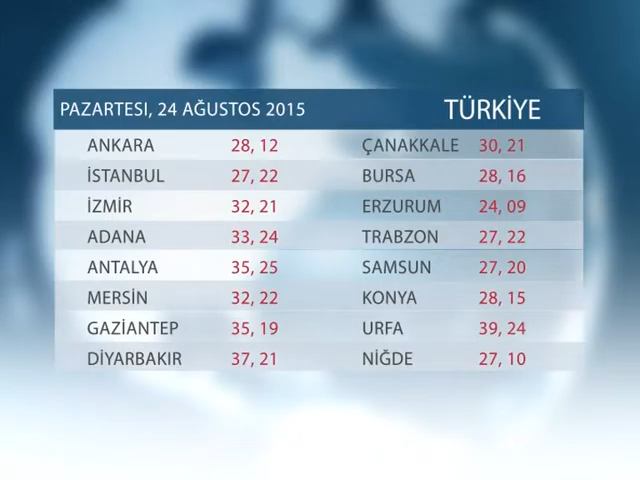 PAZARTESI, 24 AĞUSTOS 2015 TÜRKİYE
ANKARA 28, 12 ÇANAKKALE 30, 21
İSTANBUL 27, 22 BURSA 28, 16
İZMİR 32, 21 ERZURUM 24, 09
ADANA 33, 24 TRABZON 27, 22
ANTALYA 35, 25 SAMSUN 27, 20
MERSİN 32, 22 KONYA 28, 15
GAZİANTEP 35, 19 URFA 39, 24
DİYARBAKIR 37, 21 NİĞDE 27, 10